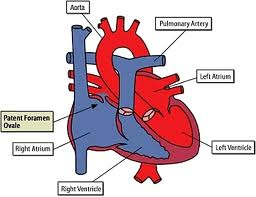 Aorta
Pulmonary Artery
Left Atrium
Patent Foramen
Ovale
Right Atrium
Left Ventricle
Right Ventricle